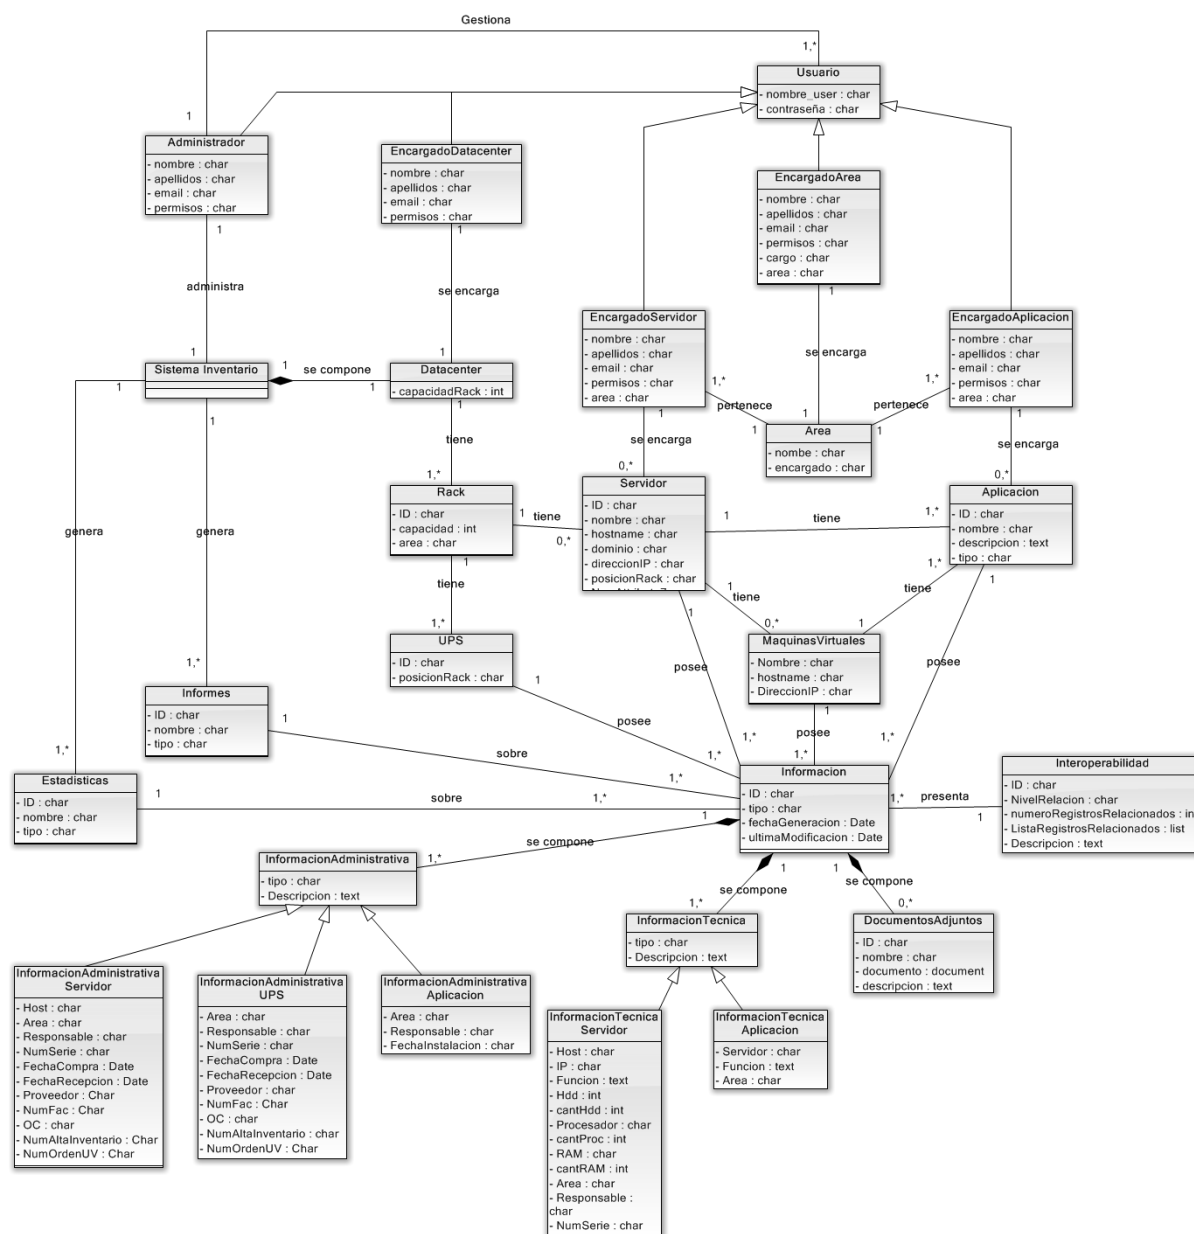 Gestiona
1,*
Usuario
- nombre_user : char
- contraseña : char
1
Administrador
- nombre : char
- apellidos : char
- email : char
- permisos : char
1
EncargadoDatacenter
- nombre : char
- apellidos : char
- email : char
- permisos : char
1
EncargadoArea
- nombre : char
- apellidos : char
- email : char
- permisos : char
- cargo : char
- area : char
1
administra
se encarga
se encarga
EncargadoServidor
- nombre : char
- apellidos : char
- email : char
- permisos : char
- area : char
1
EncargadoAplicacion
- nombre : char
- apellidos : char
- email : char
- permisos : char
- area : char
1
1
Sistema Inventario
1
1
1
se compone
1
1
Datacenter
- capacidadRack : int
1
1,*
pertenece
1
1
1,*
pertenece
1
Area
- nombe : char
- encargado : char
se encarga
0,*
se encarga
0,*
tiene
1,*
Rack
- ID : char
- capacidad : int
- area : char
1
1
tiene
0,*
Servidor
- ID : char
- nombre : char
- hostname : char
- dominio : char
- direccionIP : char
- posicionRack : char
1
tiene
1,*
Aplicacion
- ID : char
- nombre : char
- descripcion : text
- tipo : char
genera
genera
tiene
1,*
1
tiene
0,*
1,*
tiene
1
1
1
UPS
- ID : char
- posicionRack : char
1
MaquinasVirtuales
- Nombre : char
- hostname : char
- DireccionIP : char
1
posee
posee
1,*
Informes
- ID : char
- nombre : char
- tipo : char
1
posee
sobre
posee
1,*
1,*
1,*
1,*
1,*
1,*
Estadisticas
- ID : char
- nombre : char
- tipo : char
1
sobre
1,*
Informacion
- ID : char
- tipo : char
- fechaGeneracion : Date
- ultimaModificacion : Date
1,*
presenta
1
Interoperabilidad
- ID : char
- NivelRelacion : char
- numeroRegistrosRelacionados : in
- ListaRegistrosRelacionados : list
- Descripcion : text
1
se compone
1,*
InformacionAdministrativa
- tipo : char
- Descripcion : text
1
se compone
1,*
1
se compone
0,*
InformacionTecnica
- tipo : char
- Descripcion : text
DocumentosAdjuntos
- ID : char
- nombre : char
- documento : document
- descripcion : text
InformacionAdministrativa
Servidor
- Host : char
- Area : char
- Responsable : char
- NumSerie : char
- FechaCompra : Date
- FechaRecepcion : Date
- Proveedor : Char
- NumFac : Char
- OC : char
- NumAltaInventario : Char
- NumOrdenUV : Char
InformacionAdministrativa
UPS
- Area : char
- Responsable : char
- NumSerie : char
- FechaCompra : Date
- FechaRecepcion : Date
- Proveedor : char
- NumFac : Char
- OC : char
- NumAltaInventario : char
- NumOrdenUV : Char
InformacionAdministrativa
Aplicacion
- Area : char
- Responsable : char
- FechaInstalacion : char
InformacionTecnica
Servidor
- Host : char
- IP : char
- Funcion : text
- Hdd : int
- cantHdd : int
- Procesador : char
- cantProc : int
- RAM : char
- cantRAM : int
- Area : char
- Responsable :
char
- NumSerie : char
InformacionTecnica
Aplicacion
- Servidor : char
- Funcion : text
- Area : char